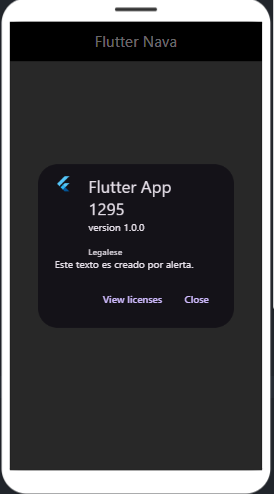 Flutter Nava
Flutter App
1295
version 1.0.0
Legalese
Este texto es creado por alerta.
View licenses Close